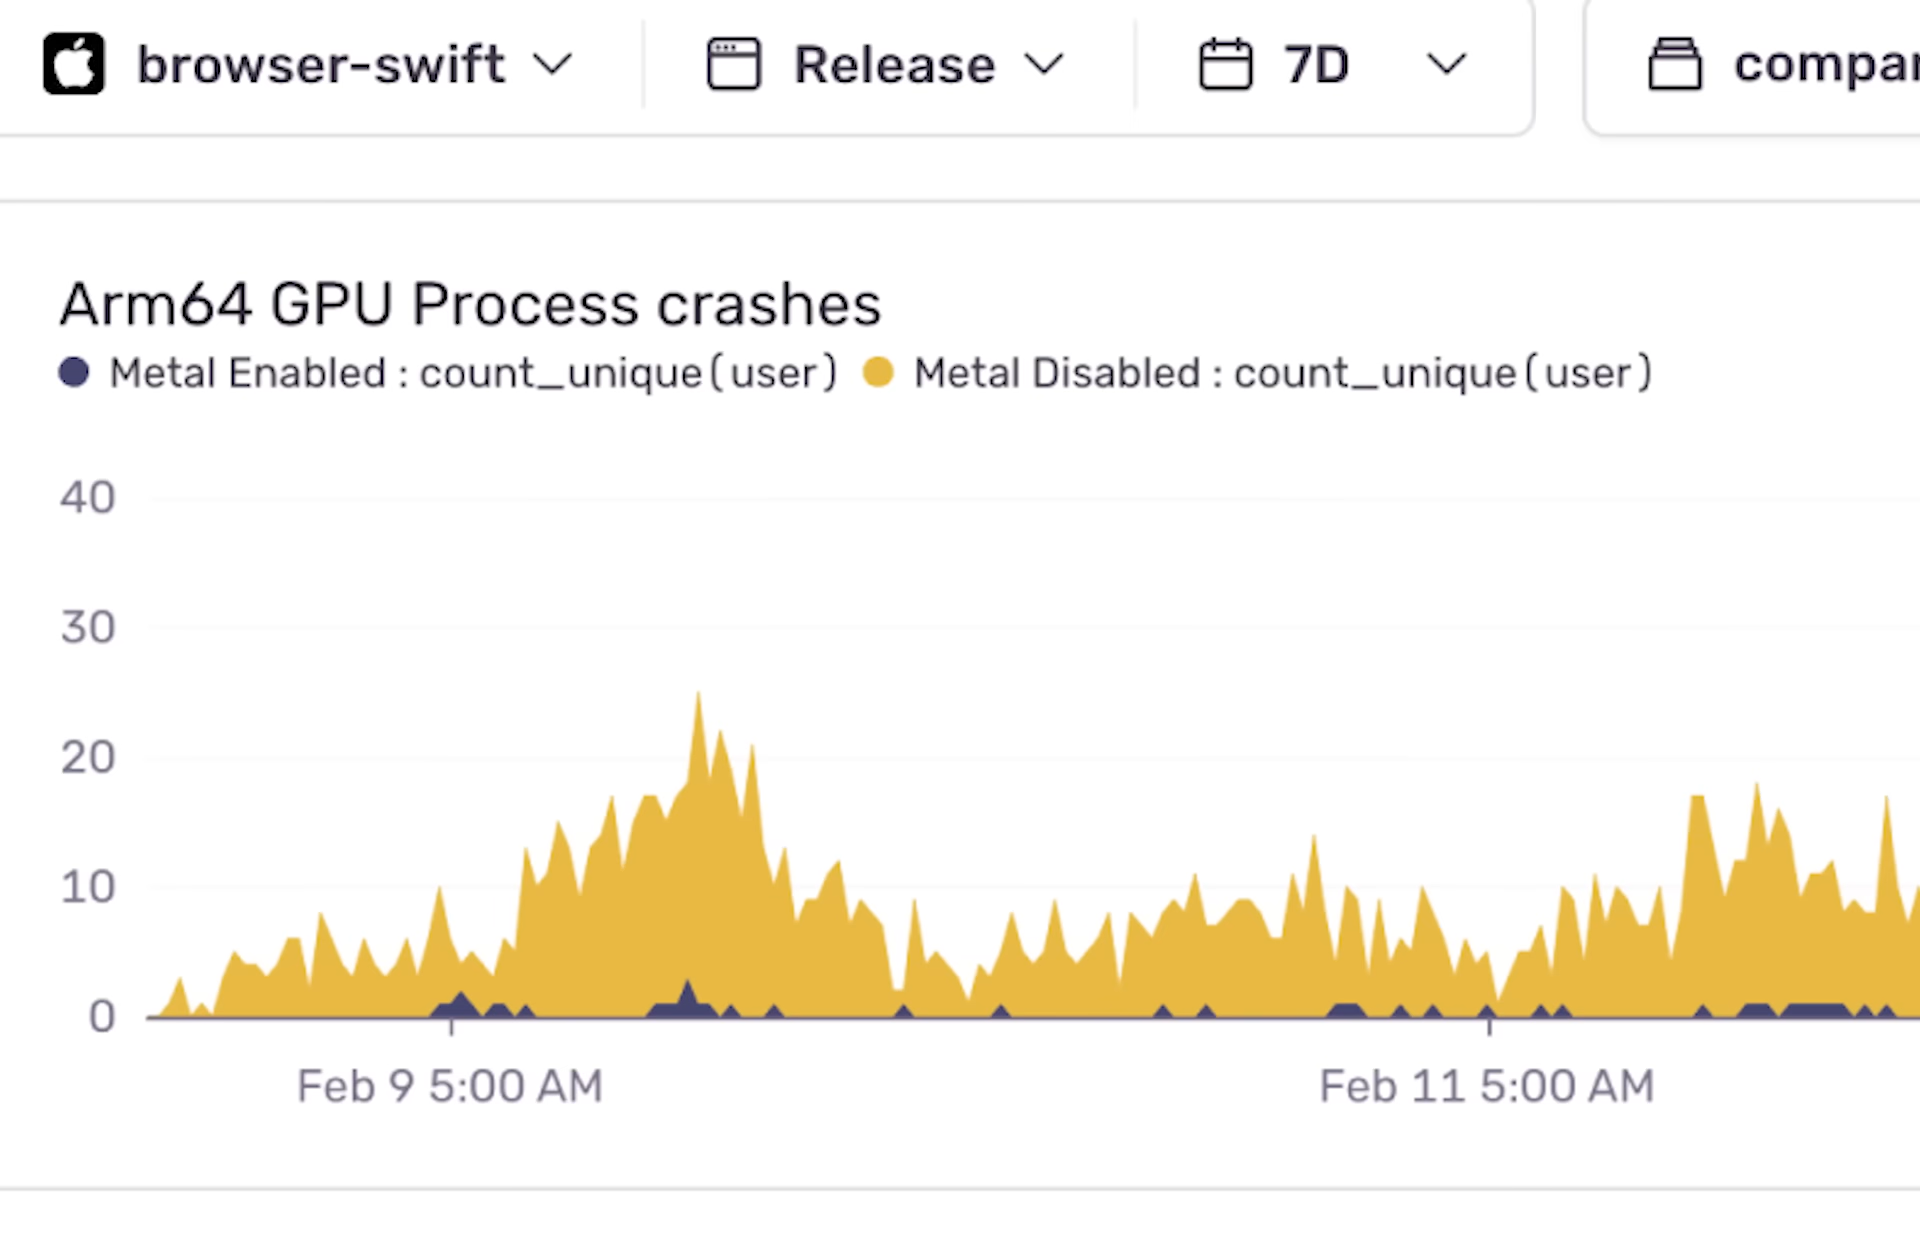 browser-swift Release 7D compar
Arm64 GPU Process crashes
Metal Enabled : count_unique(user) Metal Disabled : count_unique(user)
40
30
20
10
0
Feb 9 5:00 AM Feb 11 5:00 AM